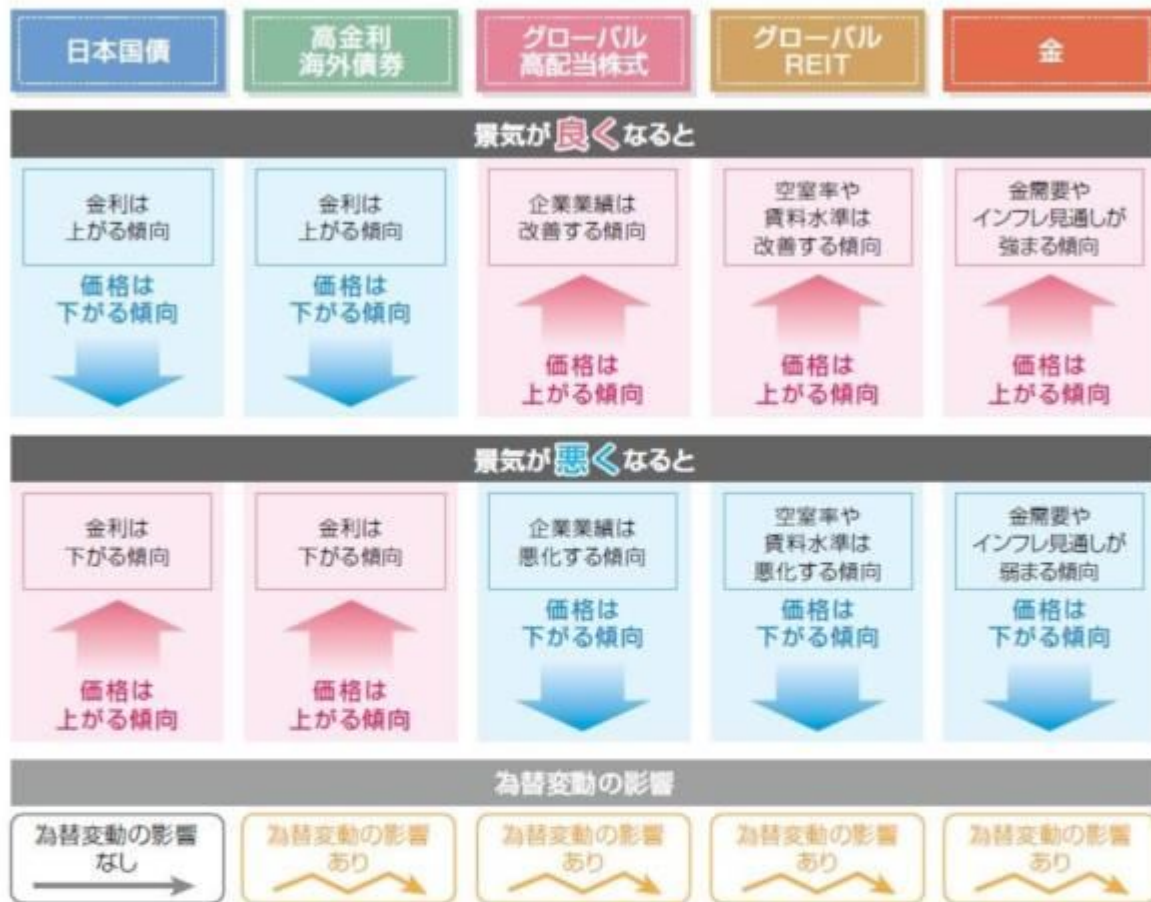 日本国債
高金利
海外債券
グローバル
高配当株式
グローバル
REIT
金
景気が良くなると
金利は
上がる傾向
価格は
下がる傾向
金利は
上がる傾向
価格は
下がる傾向
企業業績は
改善する傾向
価格は
上がる傾向
空室率や
賃料水準は
改善する傾向
価格は
上がる傾向
金需要や
インフレ見通しが
強まる傾向
価格は
上がる傾向
景気が悪くなると
金利は
下がる傾向
価格は
上がる傾向
金利は
下がる傾向
価格は
上がる傾向
企業業績は
悪化する傾向
価格は
下がる傾向
空室率や
賃料水準は
悪化する傾向
価格は
下がる傾向
金需要や
インフレ見通しが
弱まる傾向
価格は
下がる傾向
為替変動の影響
為替変動の影響
なし
為替変動の影響
あり
為替変動の影響
あり
為替変動の影響
あり
為替変動の影響
あり